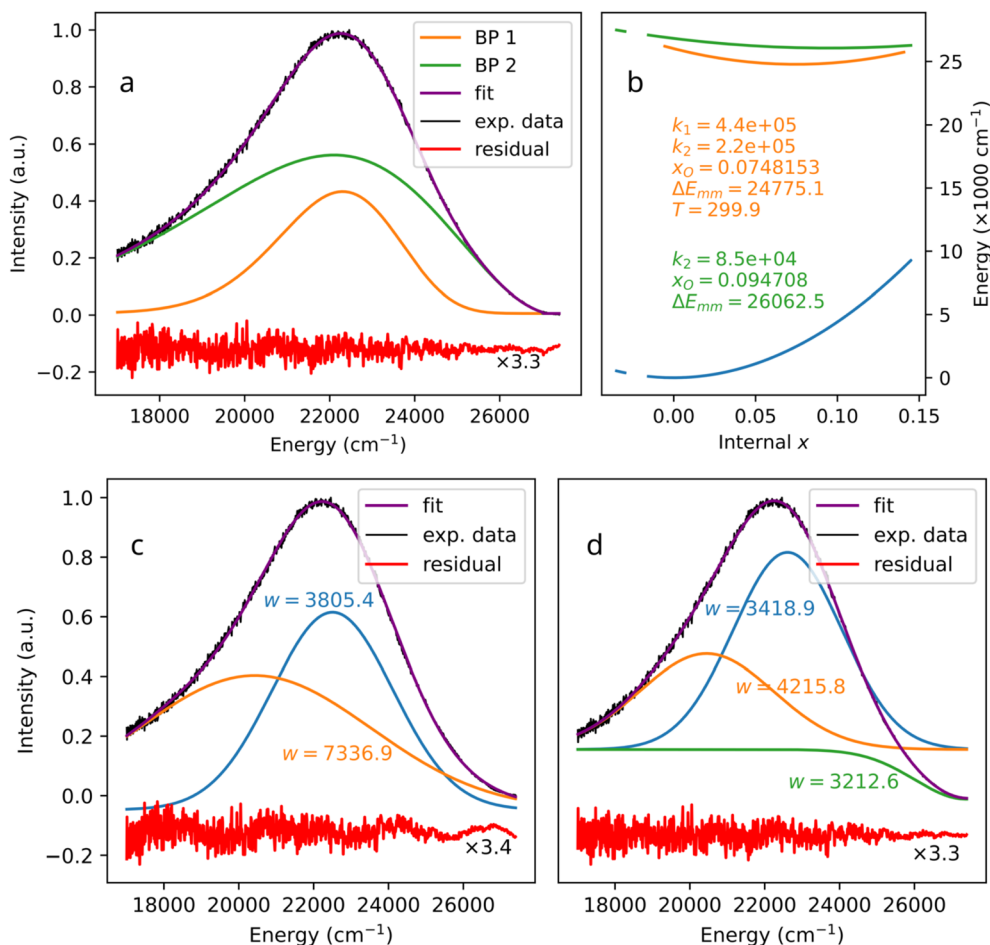 a
1.0
0.8
0.6
0.4
0.2
0.0
−0.2
Intensity (a.u.)
BP 1
BP 2
fit
exp. data
residual
×3.3
18000 20000 22000 24000 26000
Energy (cm⁻¹)
b
k₁ = 4.4e+05
k₂ = 2.2e+05
x_O = 0.0748153
ΔE_mm = 24775.1
T = 299.9
k₂ = 8.5e+04
x_O = 0.094708
ΔE_mm = 26062.5
25
20
15
10
5
0
Energy (×1000 cm⁻¹)
0.00 0.05 0.10 0.15
Internal x
c
1.0
0.8
0.6
0.4
0.2
0.0
−0.2
Intensity (a.u.)
fit
exp. data
residual
w = 3805.4
w = 7336.9
×3.4
18000 20000 22000 24000 26000
Energy (cm⁻¹)
d
fit
exp. data
residual
w = 3418.9
w = 4215.8
w = 3212.6
×3.3
18000 20000 22000 24000 26000
Energy (cm⁻¹)